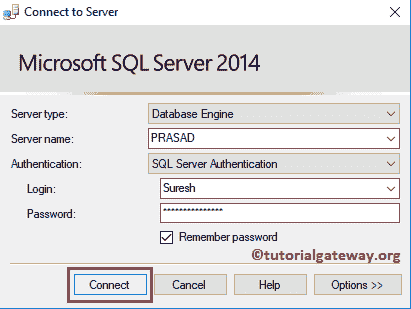 Connect to Server
Microsoft SQL Server 2014
Server type: Database Engine
Server name: PRASAD
Authentication: SQL Server Authentication
Login: Suresh
Password: ***************
Remember password
©tutorialgateway.org
Connect Cancel Help Options >>